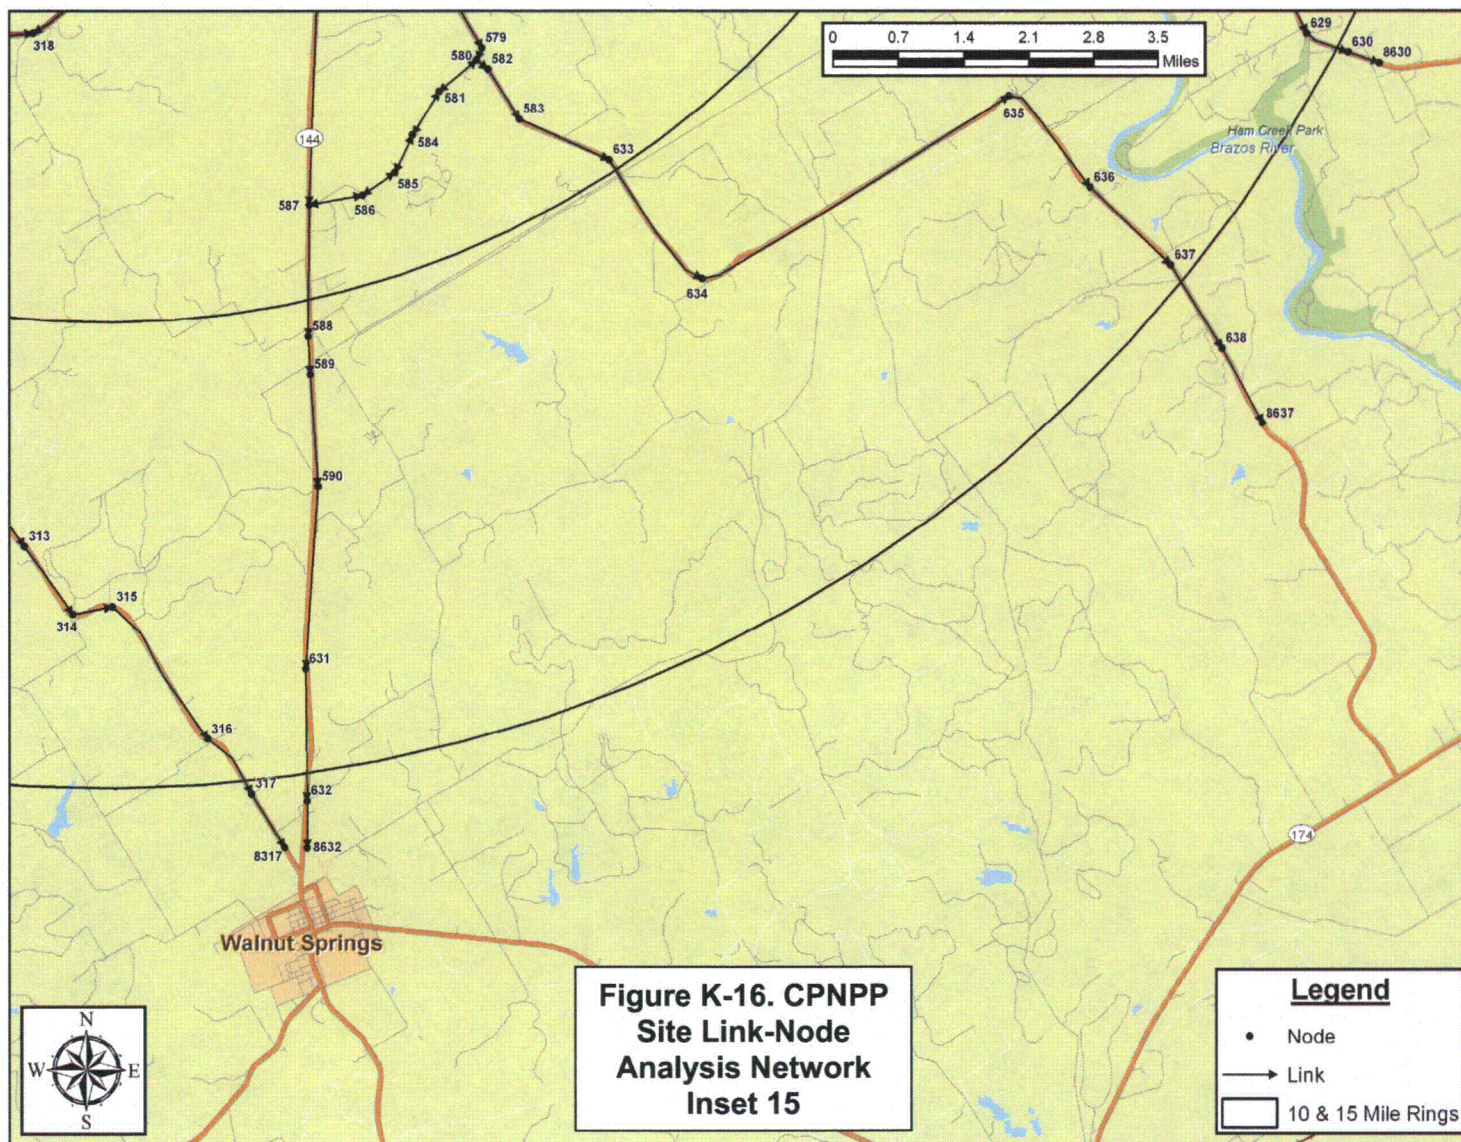 318
579
580
582
581
583
584
144
585
587
586
633
588
589
590
634
635
636
637
638
8637
629
630
8630
0 0.7 1.4 2.1 2.8 3.5
Miles
Ham Creek Park
Brazos River
313
314
315
316
317
8317
631
632
8632
174
Walnut Springs
N
W E
S
Figure K-16. CPNPP
Site Link-Node
Analysis Network
Inset 15
Legend
Node
Link
10 & 15 Mile Rings